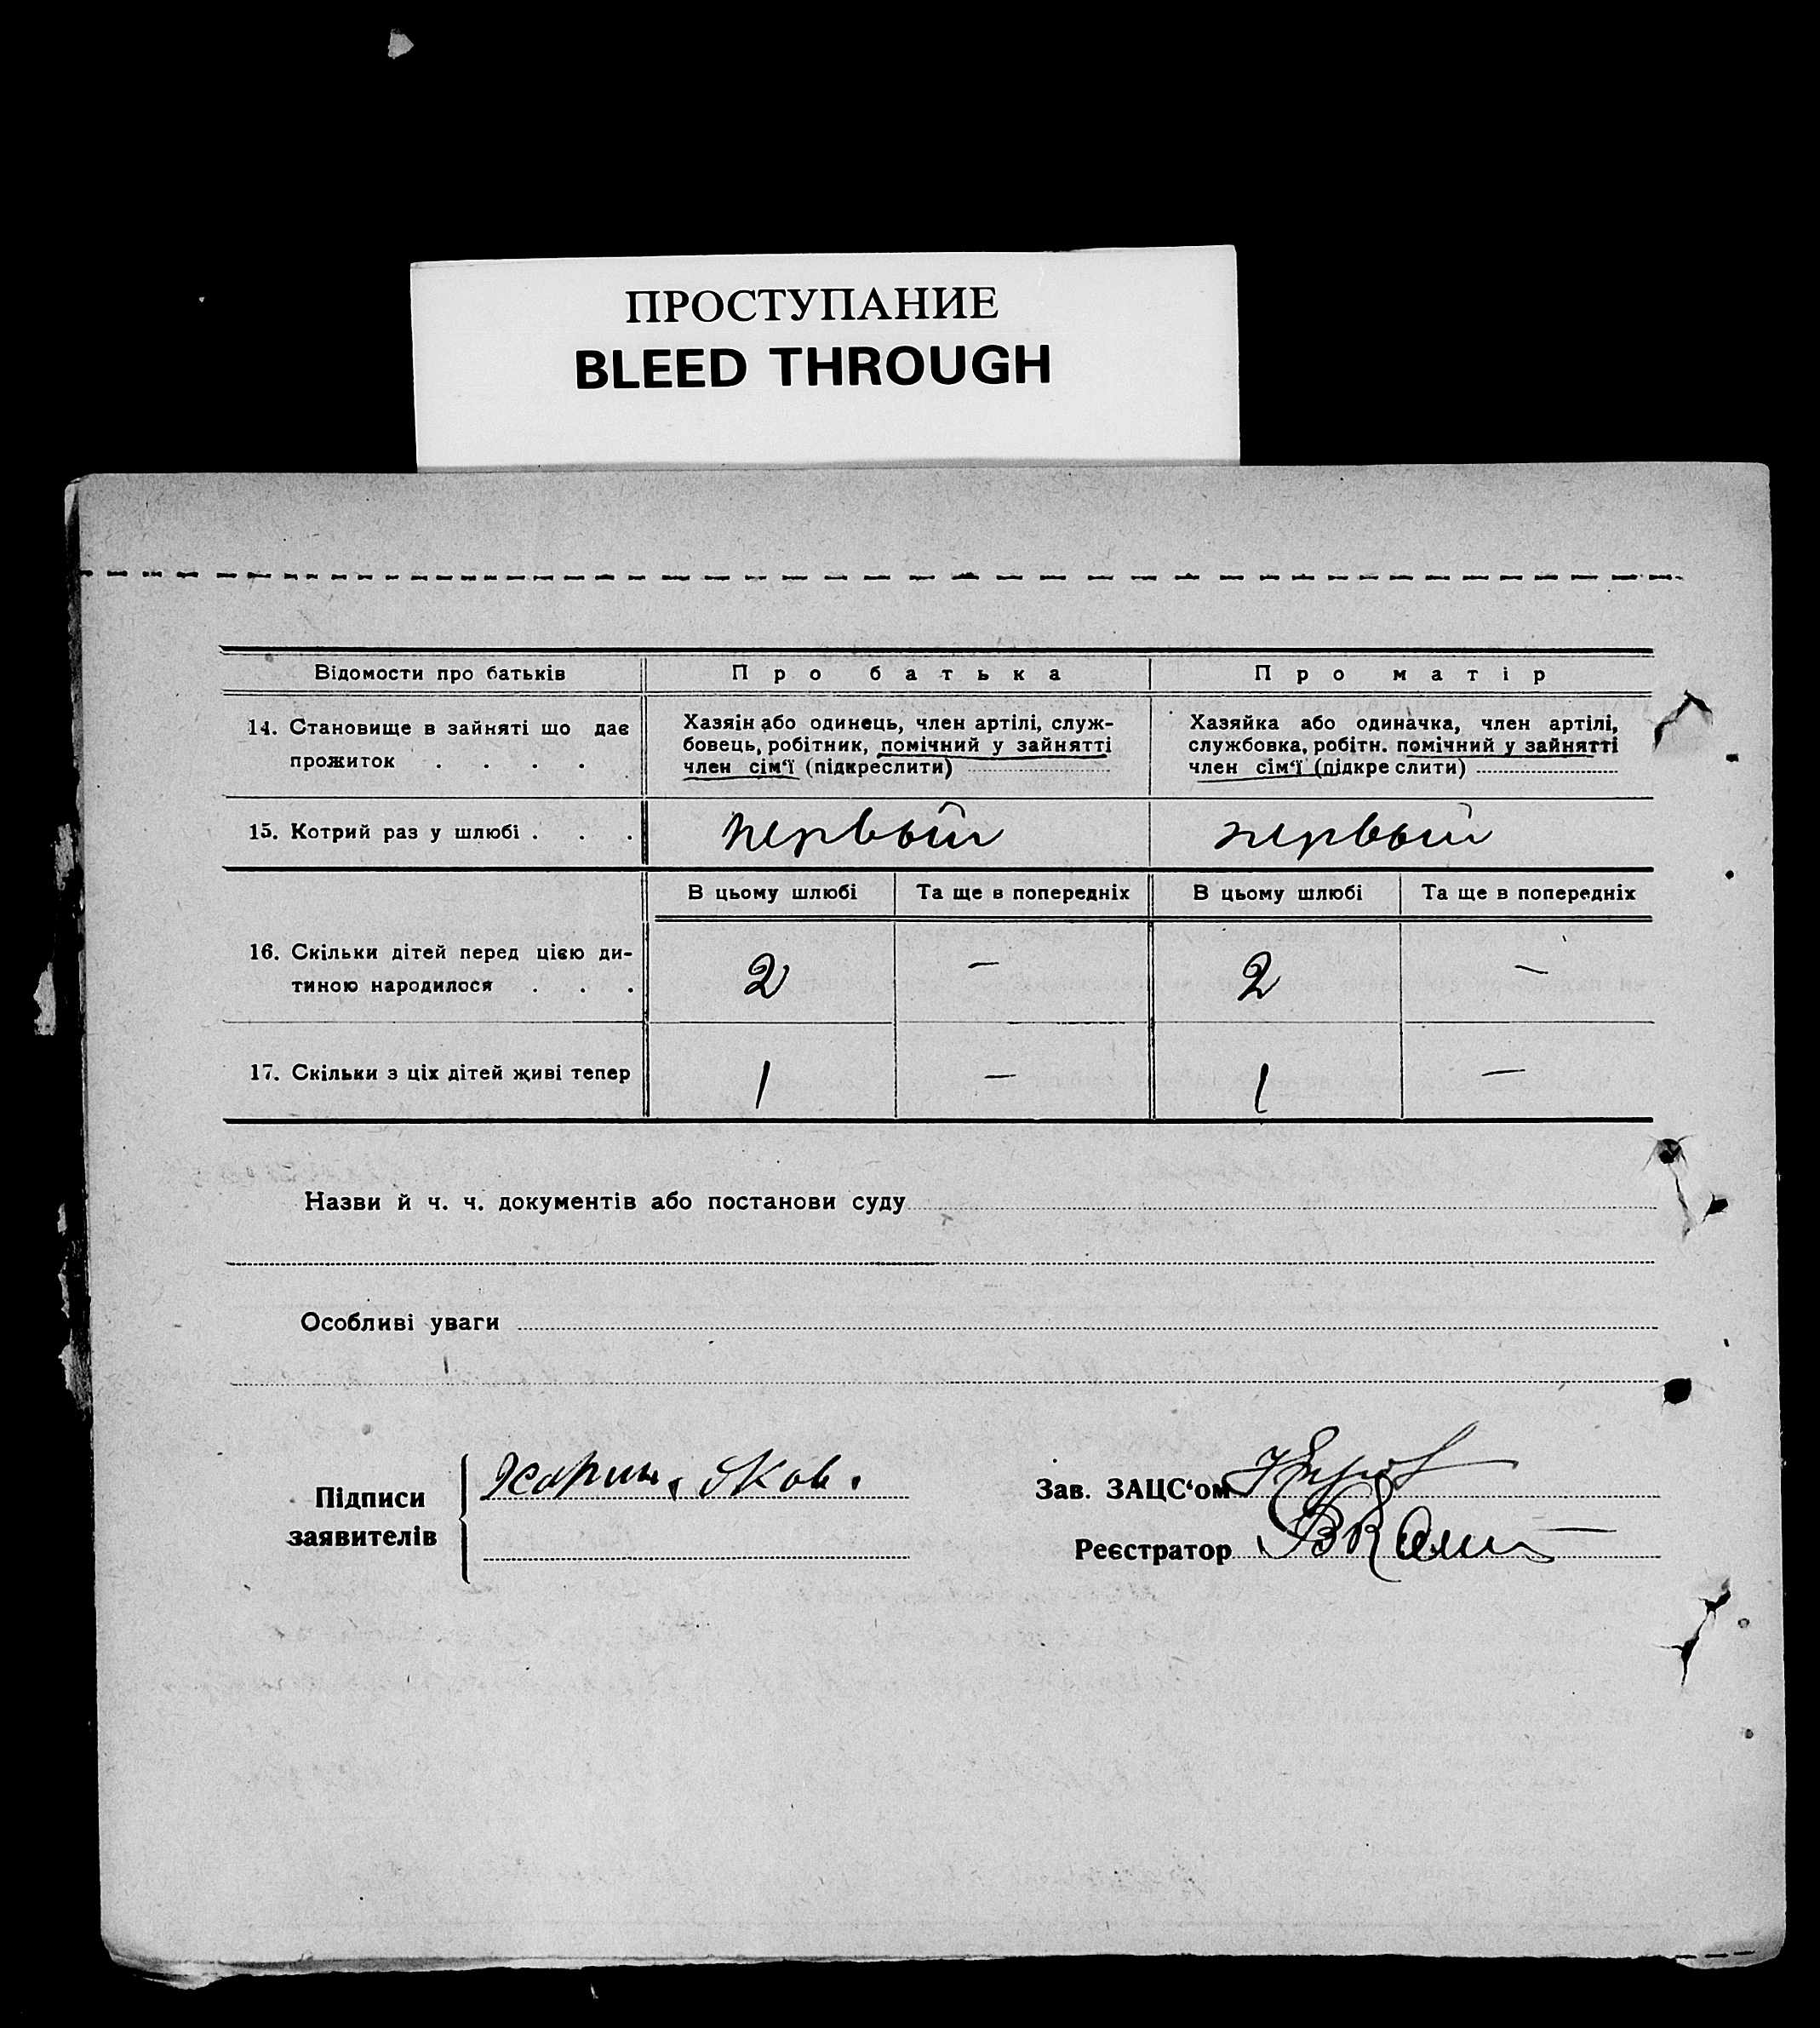 ПРОСТУПАНИЕ
BLEED THROUGH
Відомости про батьків
Про батька
Про матір
14. Становище в зайняті що дає
прожиток . . . .
Хазяін або одинець, член артілі, служ-
бовець, робітник, помічний у зайнятті
член сім‘ї (підкреслити)
Хазяйка або одиначка, член артілі,
службовка, робітн. помічний у зайнятті
член сім‘ї (підкреслити)
15. Котрий раз у шлюбі . . .
первый
первый
В цьому шлюбі
Та ще в попередніх
В цьому шлюбі
Та ще в попередніх
16. Скільки дітей перед цією ди-
тиною народилося . . .
2 — 2 —
17. Скільки з ціх дітей живі тепер
1 — 1 —
Назви й ч. ч. документів або постанови суду
Особливі уваги
Підписи
заявителів
Зав. ЗАЦС‘ом
Реєстратор